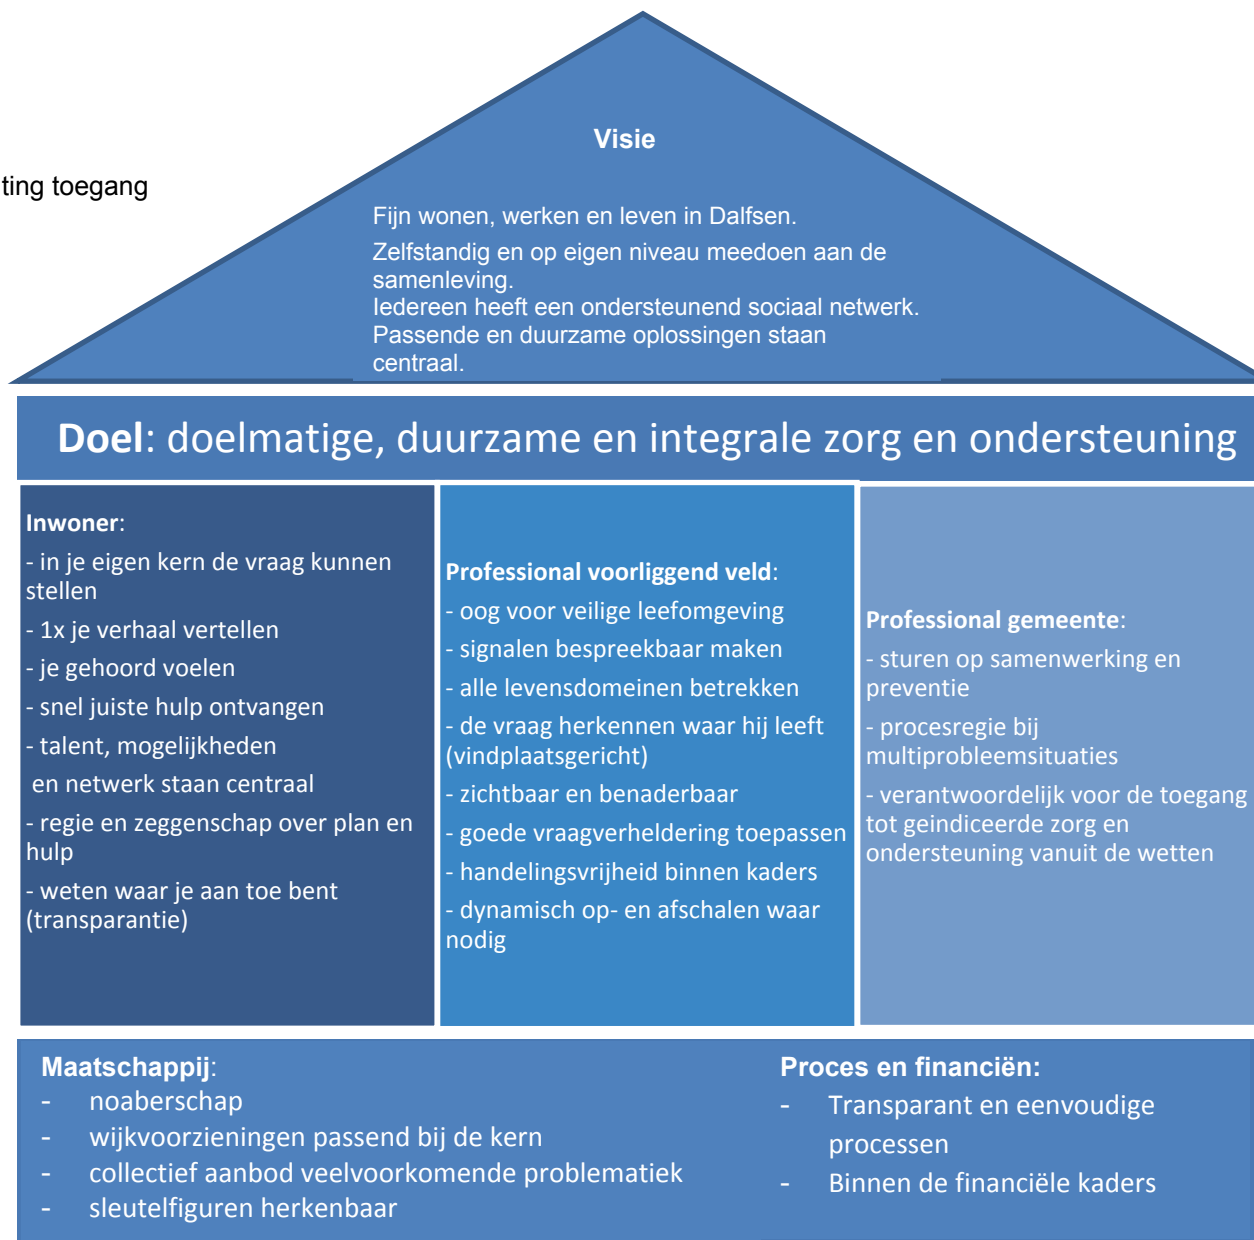 Visie
ting toegang
Fijn wonen, werken en leven in Dalfsen.
Zelfstandig en op eigen niveau meedoen aan de
samenleving.
Iedereen heeft een ondersteunend sociaal netwerk.
Passende en duurzame oplossingen staan
centraal.
Doel: doelmatige, duurzame en integrale zorg en ondersteuning
Inwoner:
- in je eigen kern de vraag kunnen
stellen
- 1x je verhaal vertellen
- je gehoord voelen
- snel juiste hulp ontvangen
- talent, mogelijkheden
en netwerk staan centraal
- regie en zeggenschap over plan en
hulp
- weten waar je aan toe bent
(transparantie)
Professional voorliggend veld:
- oog voor veilige leefomgeving
- signalen bespreekbaar maken
- alle levensdomeinen betrekken
- de vraag herkennen waar hij leeft
(vindplaatsgericht)
- zichtbaar en benaderbaar
- goede vraagverheldering toepassen
- handelingsvrijheid binnen kaders
- dynamisch op- en afschalen waar
nodig
Professional gemeente:
- sturen op samenwerking en
preventie
- procesregie bij
multiprobleemsituaties
- verantwoordelijk voor de toegang
tot geindiceerde zorg en
ondersteuning vanuit de wetten
Maatschappij:
- noaberschap
- wijkvoorzieningen passend bij de kern
- collectief aanbod veelvoorkomende problematiek
- sleutelfiguren herkenbaar
Proces en financiën:
- Transparant en eenvoudige
processen
- Binnen de financiële kaders